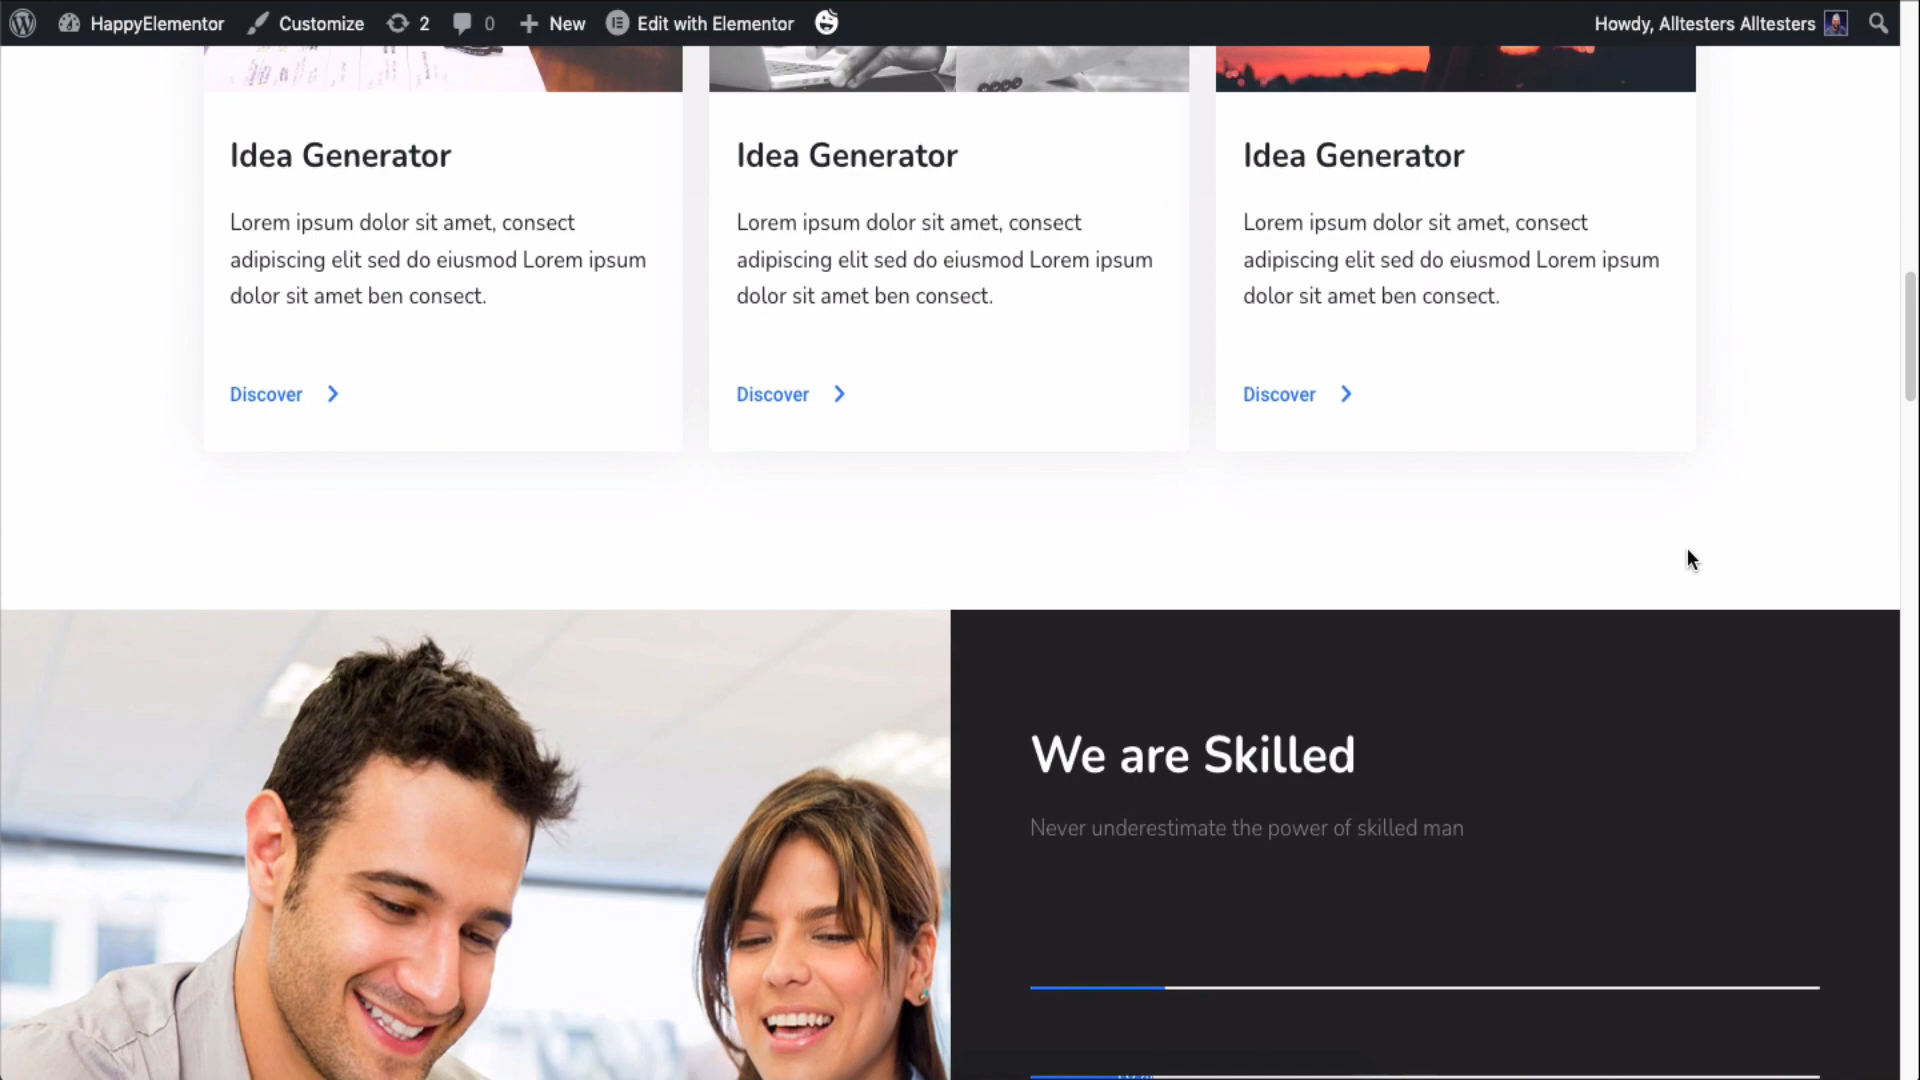 HappyElementor Customize 2 0 New Edit with Elementor Howdy, Alltesters Alltesters
Idea Generator
Lorem ipsum dolor sit amet, consect
adipiscing elit sed do eiusmod Lorem ipsum
dolor sit amet ben consect.
Discover
Idea Generator
Lorem ipsum dolor sit amet, consect
adipiscing elit sed do eiusmod Lorem ipsum
dolor sit amet ben consect.
Discover
Idea Generator
Lorem ipsum dolor sit amet, consect
adipiscing elit sed do eiusmod Lorem ipsum
dolor sit amet ben consect.
Discover
We are Skilled
Never underestimate the power of skilled man